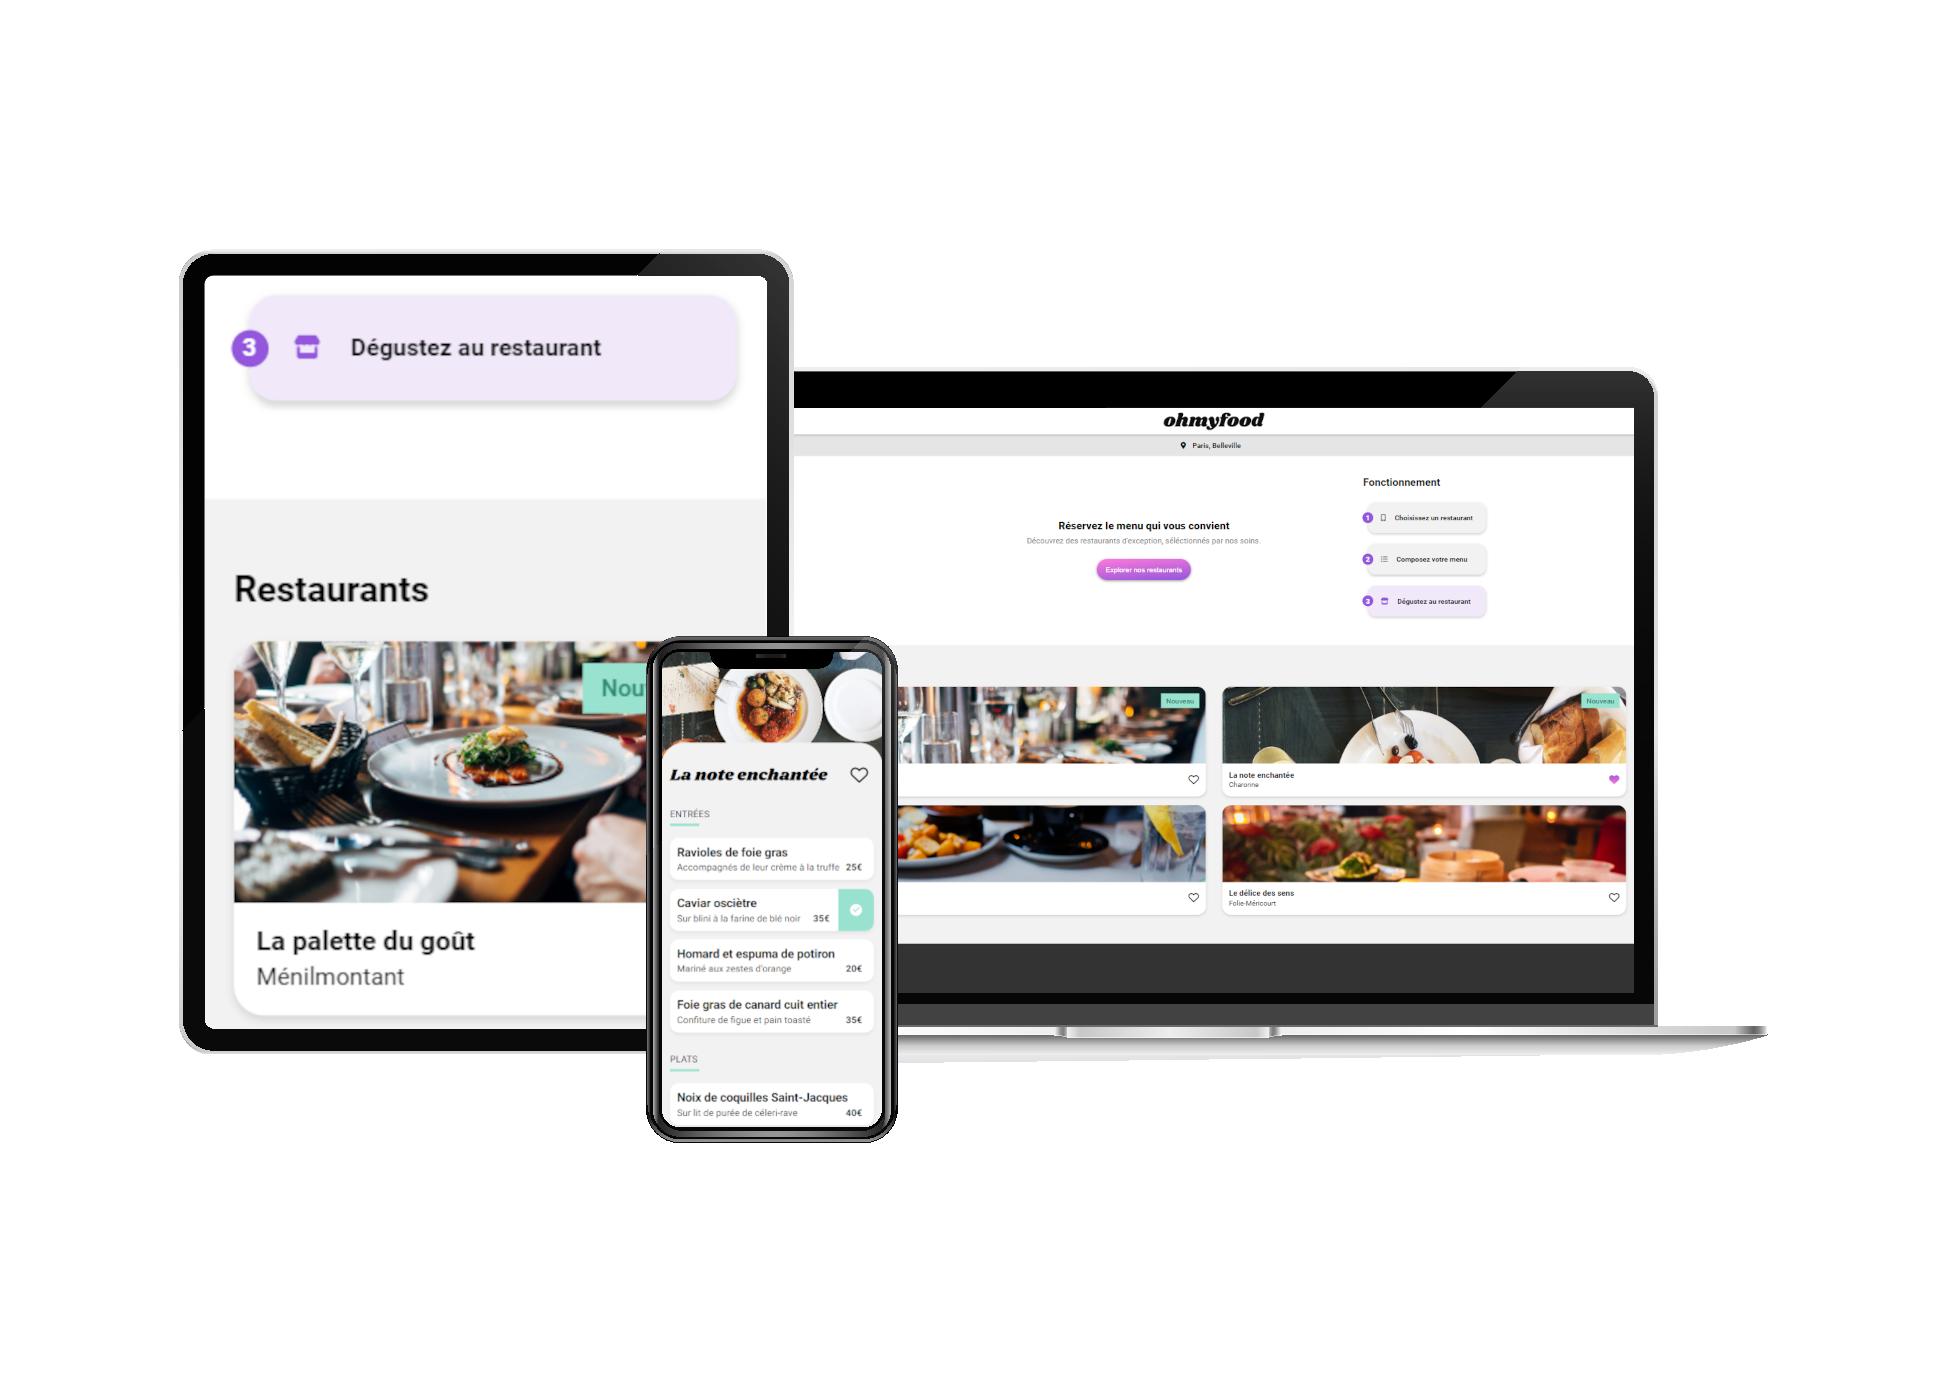 3
Dégustez au restaurant
Restaurants
La palette du goût
Ménilmontant
La note enchantée
ENTRÉES
Ravioles de foie gras
Accompagnés de leur crème à la truffe 25€
Caviar osciètre
Sur blini à la farine de blé noir 35€
Homard et espuma de potiron
Mariné aux zestes d'orange 20€
Foie gras de canard cuit entier
Confiture de figue et pain toasté 35€
PLATS
Noix de coquilles Saint-Jacques
Sur lit de purée de céleri-rave 40€
ohmyfood
Paris, Belleville
Réservez le menu qui vous convient
Découvrez des restaurants d'exception, séléctionnés par nos soins.
Explorer nos restaurants
Fonctionnement
1 Choisissez un restaurant
2 Composez votre menu
3 Dégustez au restaurant
Nouveau
Nouveau
La note enchantée
Charonne
Le délice des sens
Folie-Méricourt